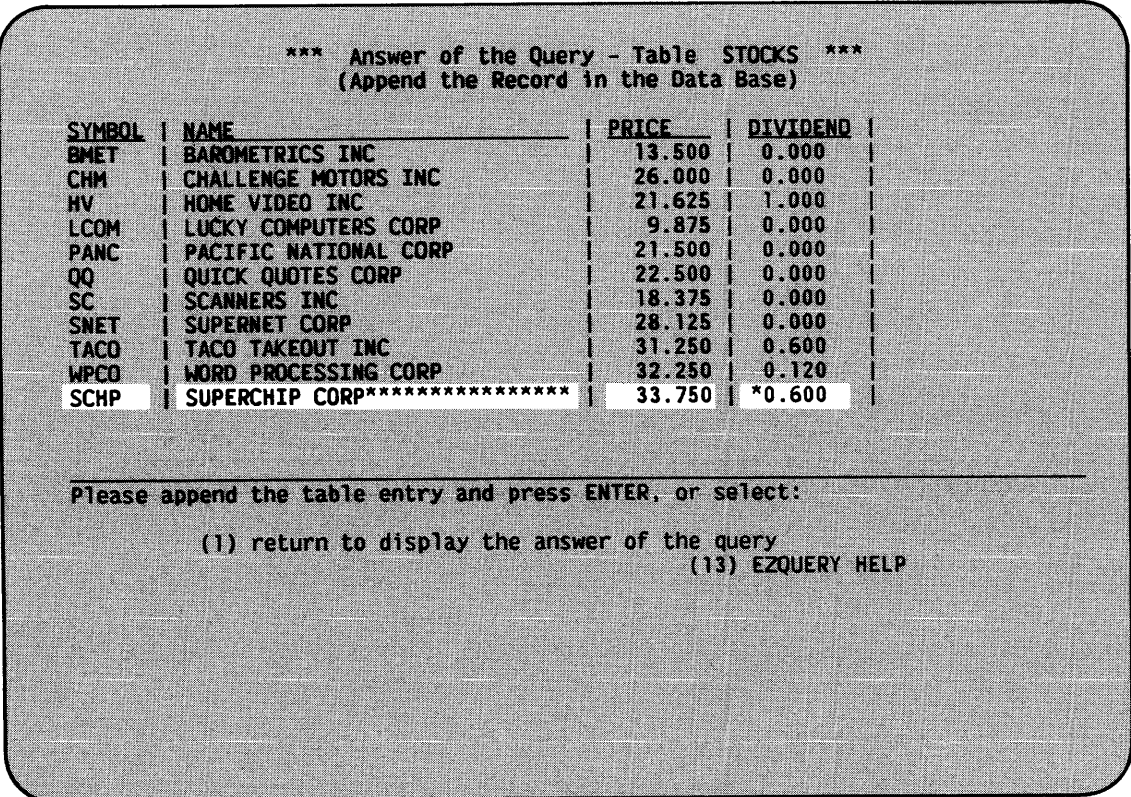 *** Answer of the Query - Table STOCKS ***
(Append the Record in the Data Base)
SYMBOL | NAME | PRICE | DIVIDEND |
BMET | BAROMETRICS INC | 13.500 | 0.000 |
CHM | CHALLENGE MOTORS INC | 26.000 | 0.000 |
HV | HOME VIDEO INC | 21.625 | 1.000 |
LCOM | LUCKY COMPUTERS CORP | 9.875 | 0.000 |
PANC | PACIFIC NATIONAL CORP | 21.500 | 0.000 |
QQ | QUICK QUOTES CORP | 22.500 | 0.000 |
SC | SCANNERS INC | 18.375 | 0.000 |
SNET | SUPERNET CORP | 28.125 | 0.000 |
TACO | TACO TAKEOUT INC | 31.250 | 0.600 |
WPCO | WORD PROCESSING CORP | 32.250 | 0.120 |
SCHP | SUPERCHIP CORP**************** | 33.750 | *0.600 |
Please append the table entry and press ENTER, or select:
(1) return to display the answer of the query
(13) EZQUERY HELP